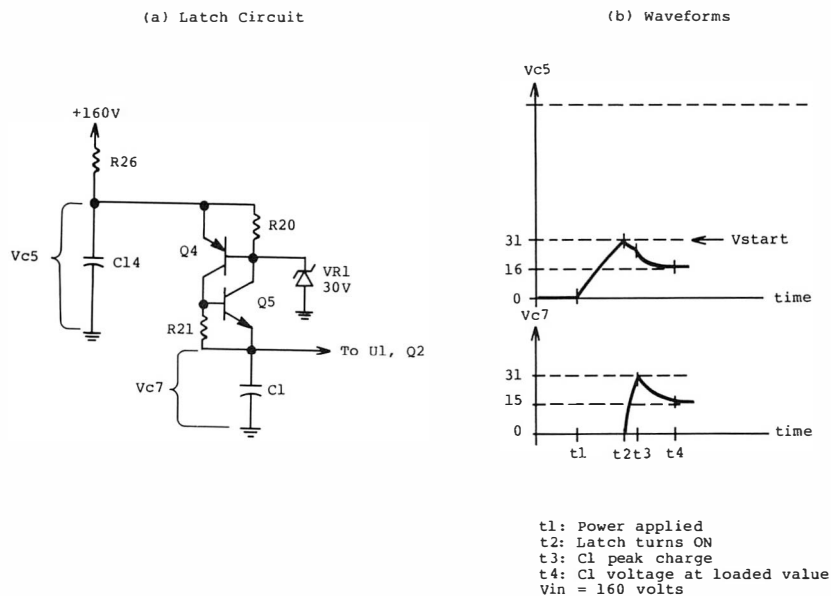 (a) Latch Circuit
(b) Waveforms
+160V
R26
Vc5
C14
R20
Q4
VR1
30V
Q5
R21
To U1, Q2
Vc7
C1
Vc5
31
Vstart
16
0
time
Vc7
31
15
0
time
t1 t2 t3 t4
t1: Power applied
t2: Latch turns ON
t3: C1 peak charge
t4: C1 voltage at loaded value
Vin = 160 volts